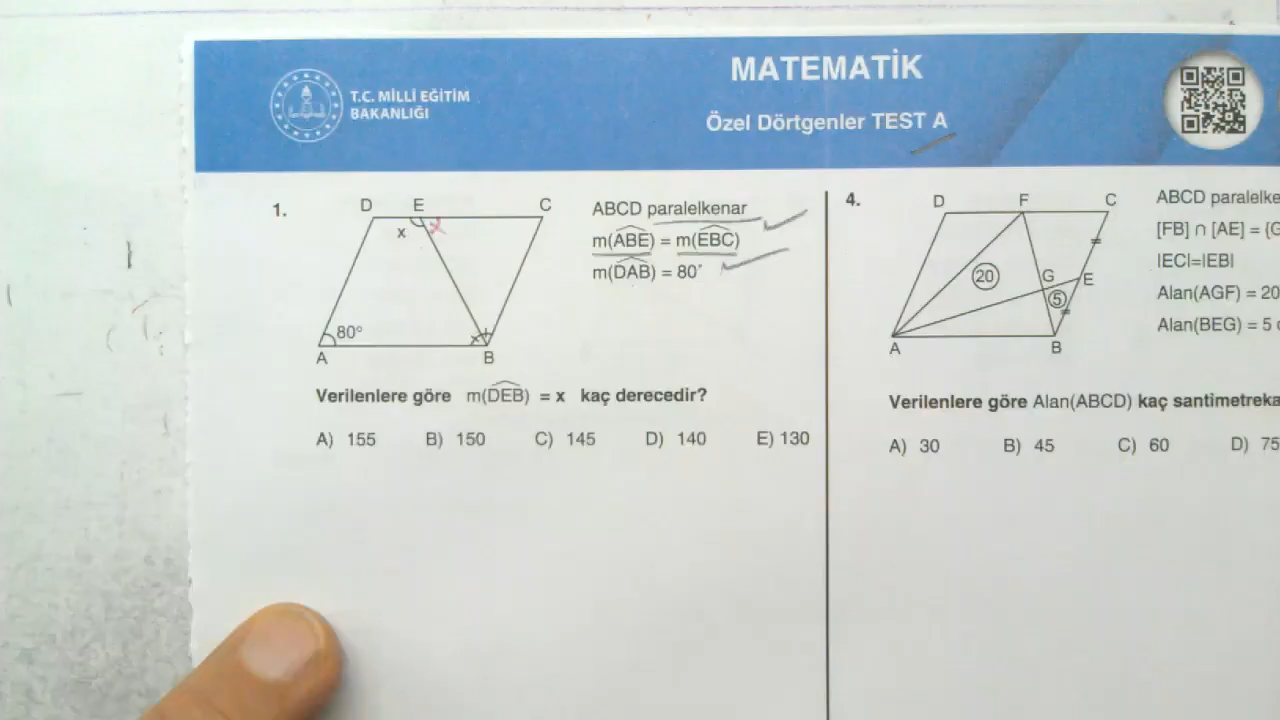 T.C. MİLLİ EĞİTİM
BAKANLIĞI
MATEMATİK
Özel Dörtgenler TEST A
1.
D E C
x x
80°
x
A B
ABCD paralelkenar
m(ABE) = m(EBC)
m(DAB) = 80°
Verilenlere göre m(DEB) = x kaç derecedir?
A) 155 B) 150 C) 145 D) 140 E) 130
4.
D F C
20 G E
5
A B
ABCD paralelke
[FB] ∩ [AE] = {G
|EC|=|EB|
Alan(AGF) = 20
Alan(BEG) = 5
Verilenlere göre Alan(ABCD) kaç santimetreka
A) 30 B) 45 C) 60 D) 75